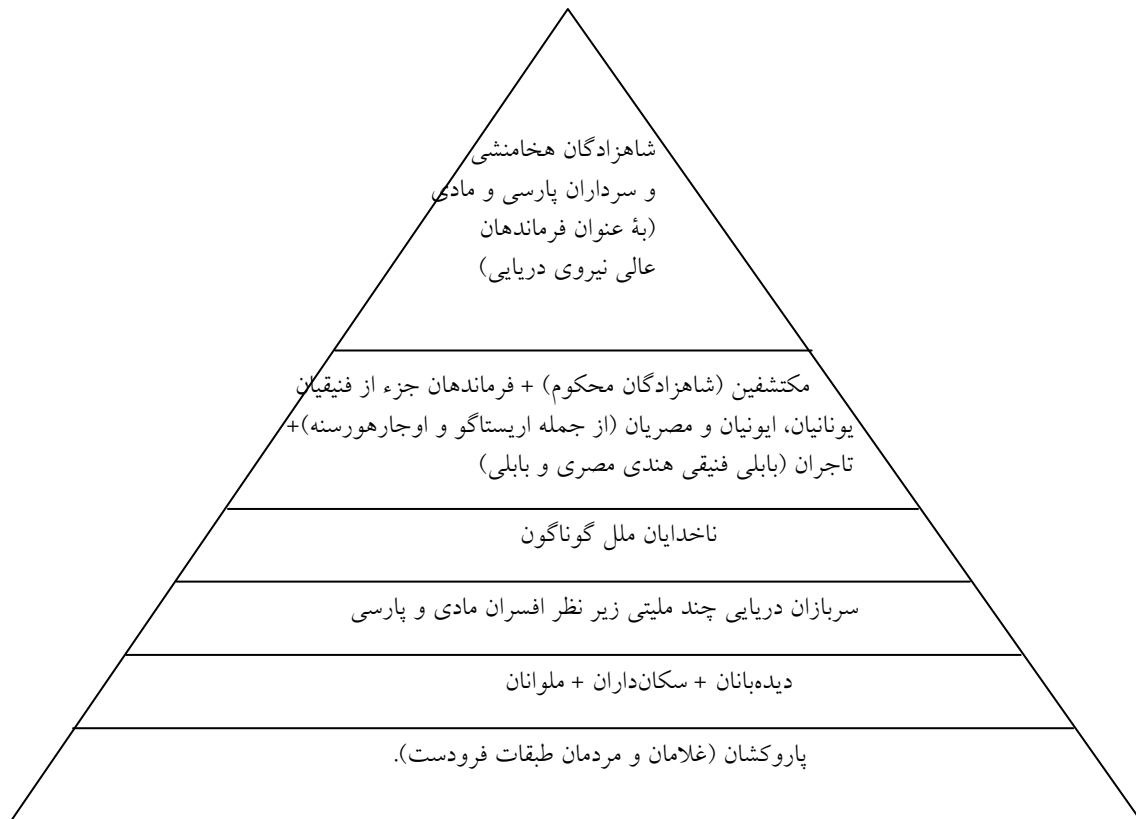 شاهزادگان هخامنشی
و سرداران پارسی و مادی
(بهٔ عنوان فرماندهان
عالی نیروی دریایی)
مکتشفین (شاهزادگان محکوم) + فرماندهان جزء از فنیقیان
یونانیان، ایونیان و مصریان (از جمله اریستاگو و اوجارهورسنه)+
تاجران (بابلی فنیقی هندی مصری و بابلی)
ناخدایان ملل گوناگون
سربازان دریایی چند ملیتی زیر نظر افسران مادی و پارسی
دیده‌بانان + سکان‌داران + ملوانان
پاروکشان (غلامان و مردمان طبقات فرودست).